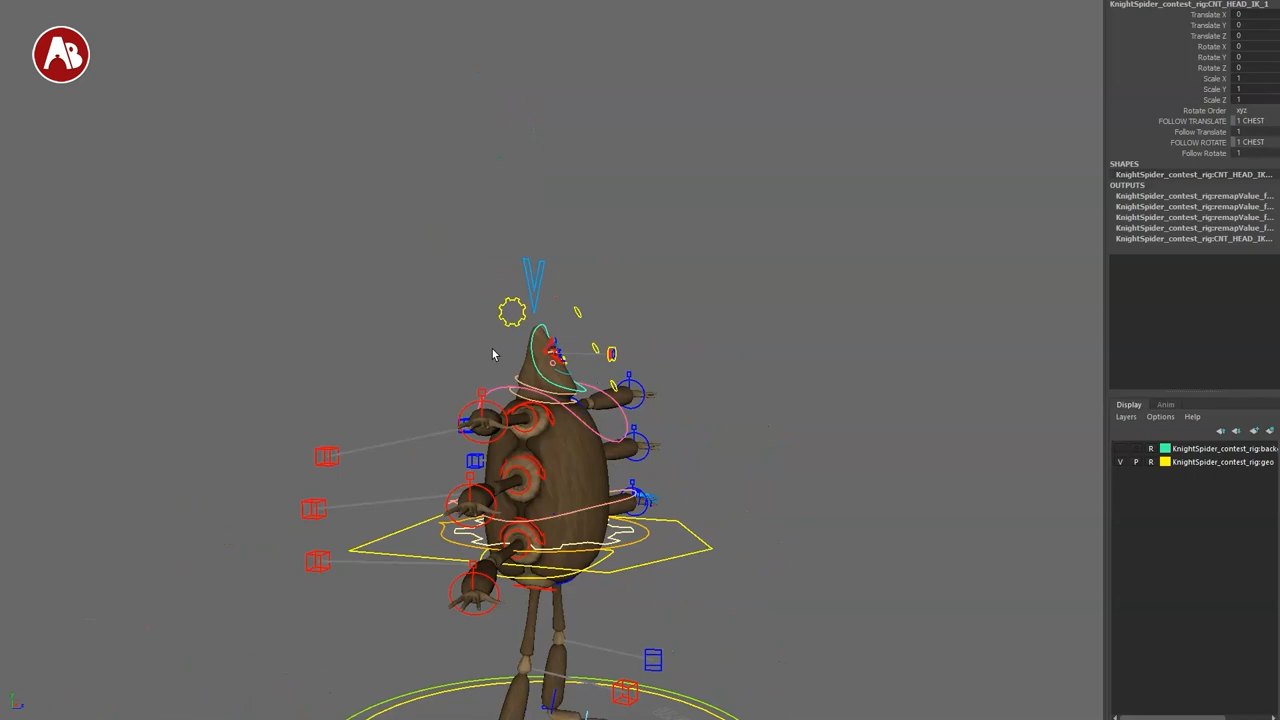 AB
KnightSpider_contest_rig:CNT_HEAD_IK_1
Translate X 0
Translate Y 0
Translate Z 0
Rotate X 0
Rotate Y 0
Rotate Z 0
Scale X 1
Scale Y 1
Scale Z 1
Rotate Order xyz
FOLLOW TRANSLATE 1 CHEST
Follow Translate 1
FOLLOW ROTATE 1 CHEST
Follow Rotate 1
SHAPES
KnightSpider_contest_rig:CNT_HEAD_IK...
OUTPUTS
KnightSpider_contest_rig:remapValue_f...
KnightSpider_contest_rig:remapValue_f...
KnightSpider_contest_rig:remapValue_f...
KnightSpider_contest_rig:remapValue_f...
KnightSpider_contest_rig:CNT_HEAD_IK...
Display Anim
Layers Options Help
R KnightSpider_contest_rig:back
V P R KnightSpider_contest_rig:geo